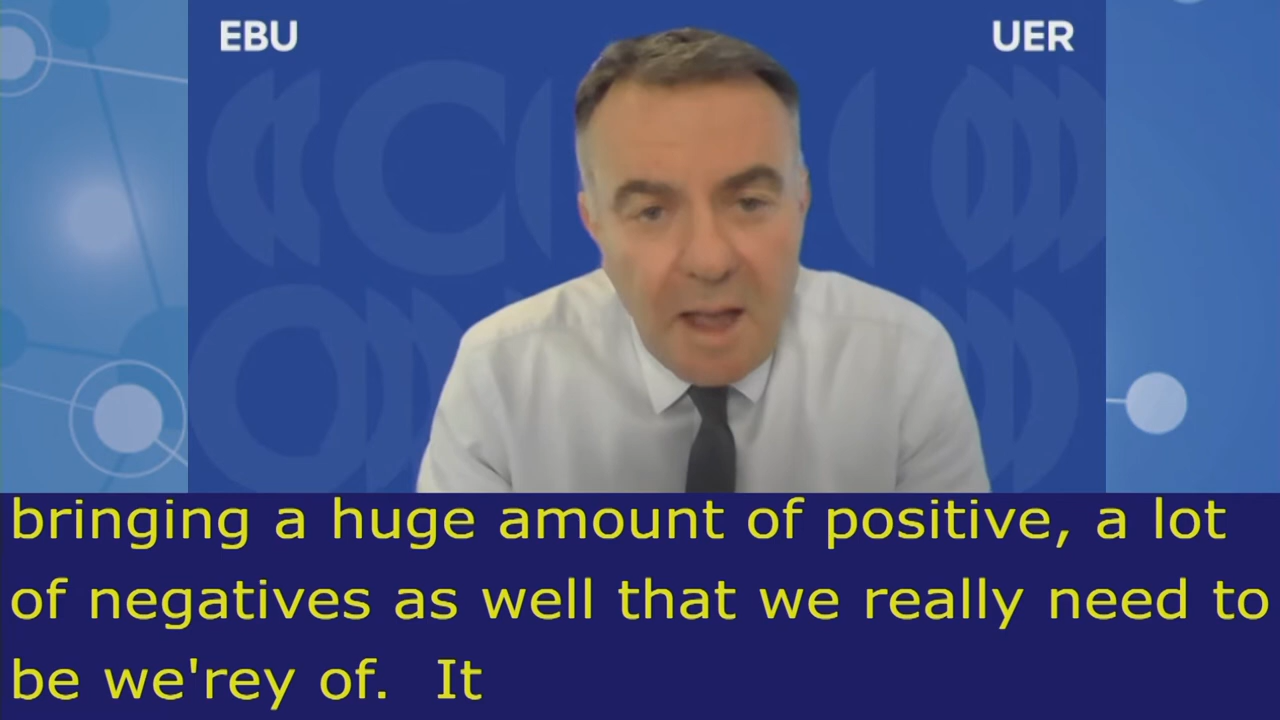 EBU UER
bringing a huge amount of positive, a lot
of negatives as well that we really need to
be we'rey of.  It